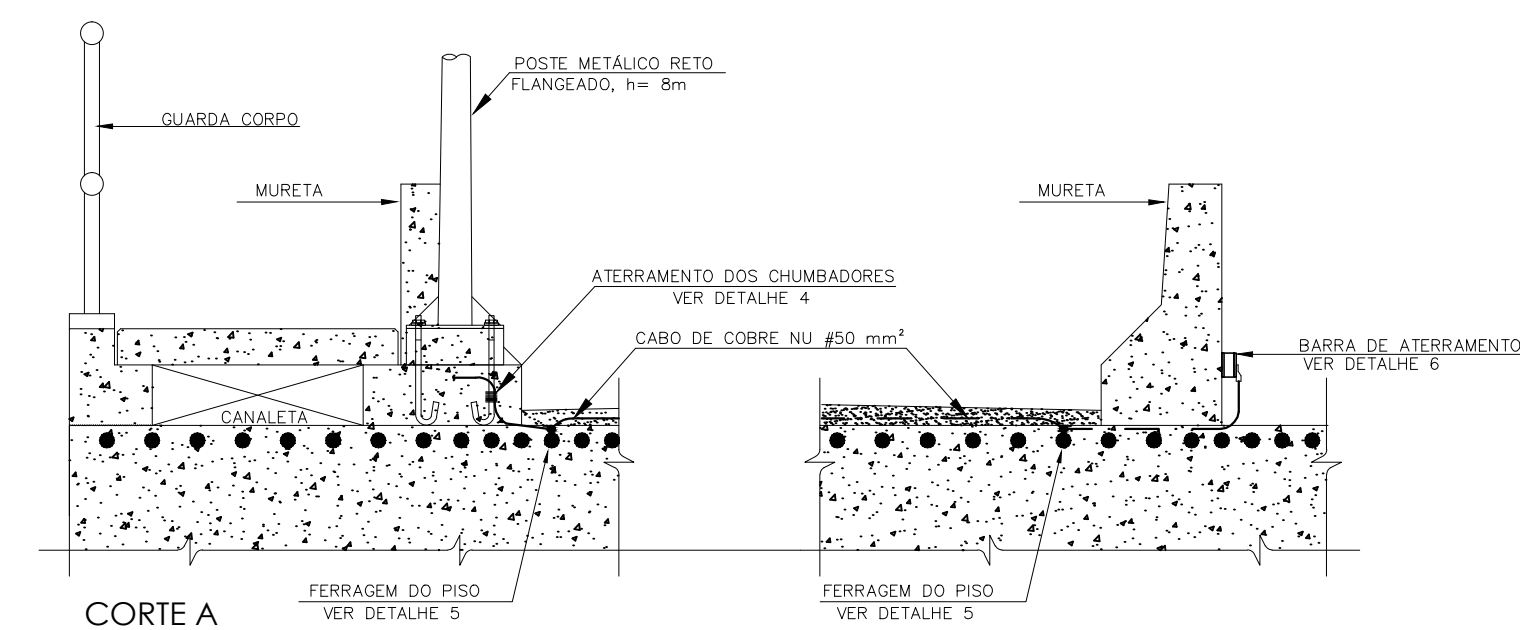 POSTE METÁLICO RETO
FLANGEADO, h= 8m
GUARDA CORPO
MURETA
MURETA
ATERRAMENTO DOS CHUMBADORES
VER DETALHE 4
CABO DE COBRE NU #50 mm²
BARRA DE ATERRAMENTO
VER DETALHE 6
CANALETA
FERRAGEM DO PISO
VER DETALHE 5
FERRAGEM DO PISO
VER DETALHE 5
CORTE A